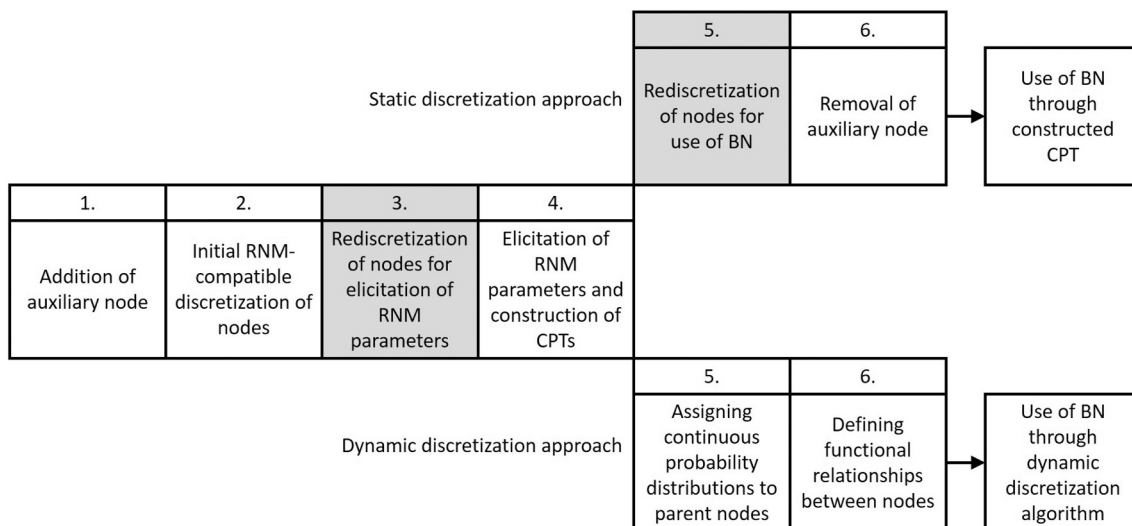 5.
6.
Static discretization approach
Rediscretization
of nodes for
use of BN
Removal of
auxiliary node
Use of BN
through
constructed
CPT
1.
2.
3.
4.
Addition of
auxiliary node
Initial RNM-
compatible
discretization of
nodes
Rediscretization
of nodes for
elicitation of
RNM
parameters
Elicitation of
RNM
parameters and
construction of
CPTs
5.
6.
Dynamic discretization approach
Assigning
continuous
probability
distributions to
parent nodes
Defining
functional
relationships
between nodes
Use of BN
through
dynamic
discretization
algorithm